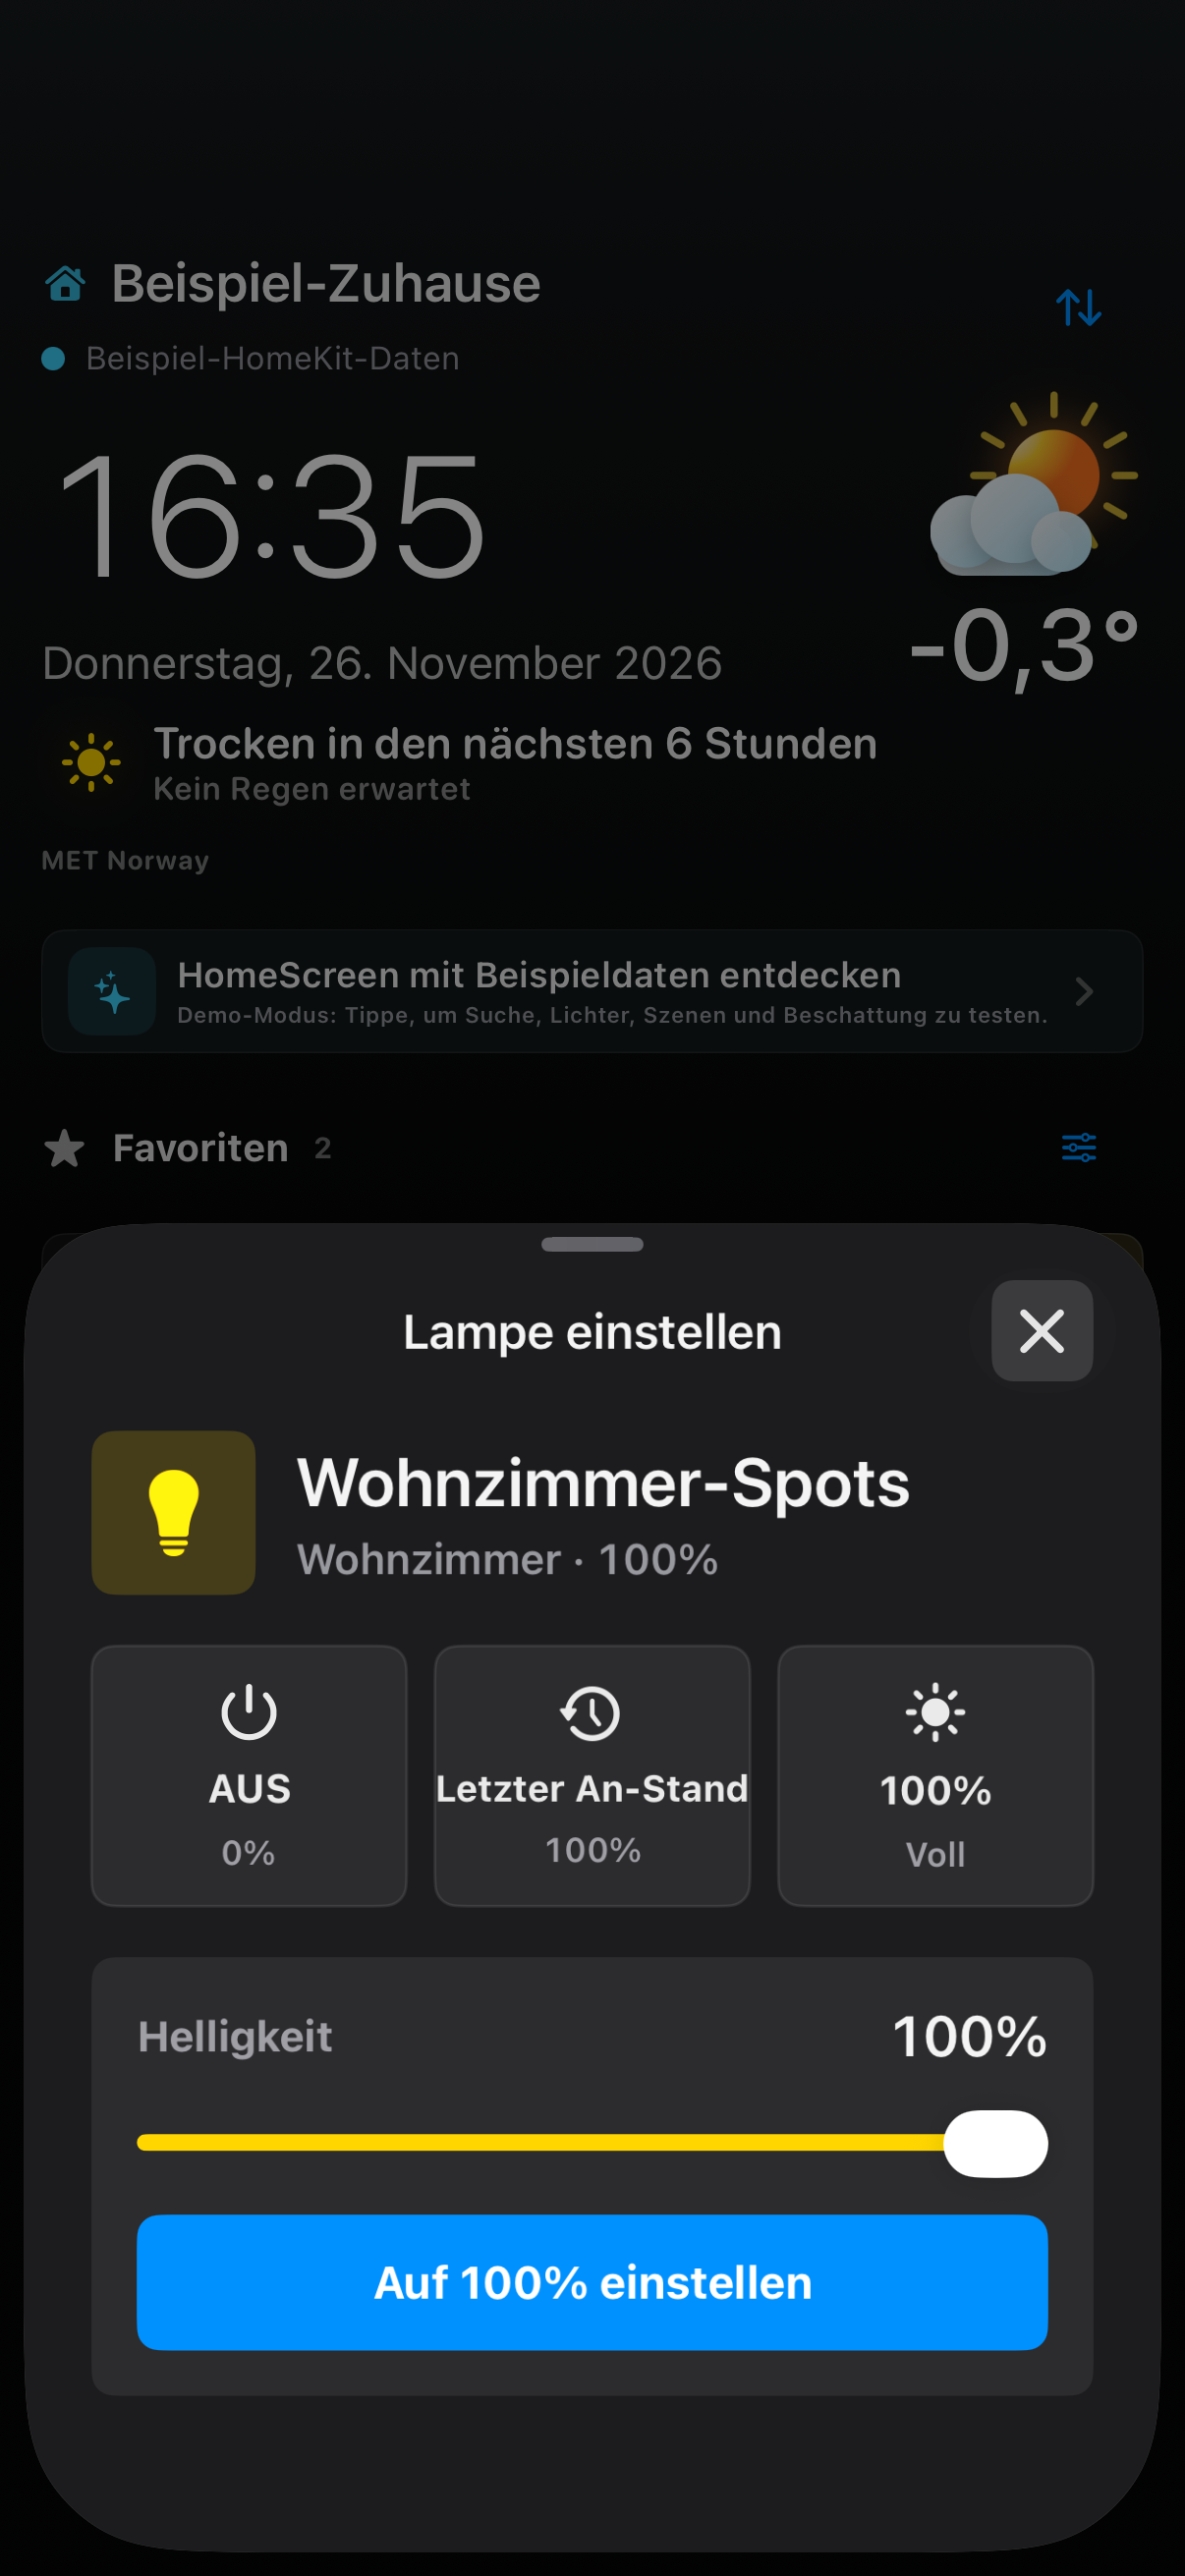 Beispiel-Zuhause
Beispiel-HomeKit-Daten
16:35
Donnerstag, 26. November 2026
-0,3°
Trocken in den nächsten 6 Stunden
Kein Regen erwartet
MET Norway
HomeScreen mit Beispieldaten entdecken
Demo-Modus: Tippe, um Suche, Lichter, Szenen und Beschattung zu testen.
Favoriten 2
Lampe einstellen
Wohnzimmer-Spots
Wohnzimmer · 100%
AUS
0%
Letzter An-Stand
100%
100%
Voll
Helligkeit 100%
Auf 100% einstellen